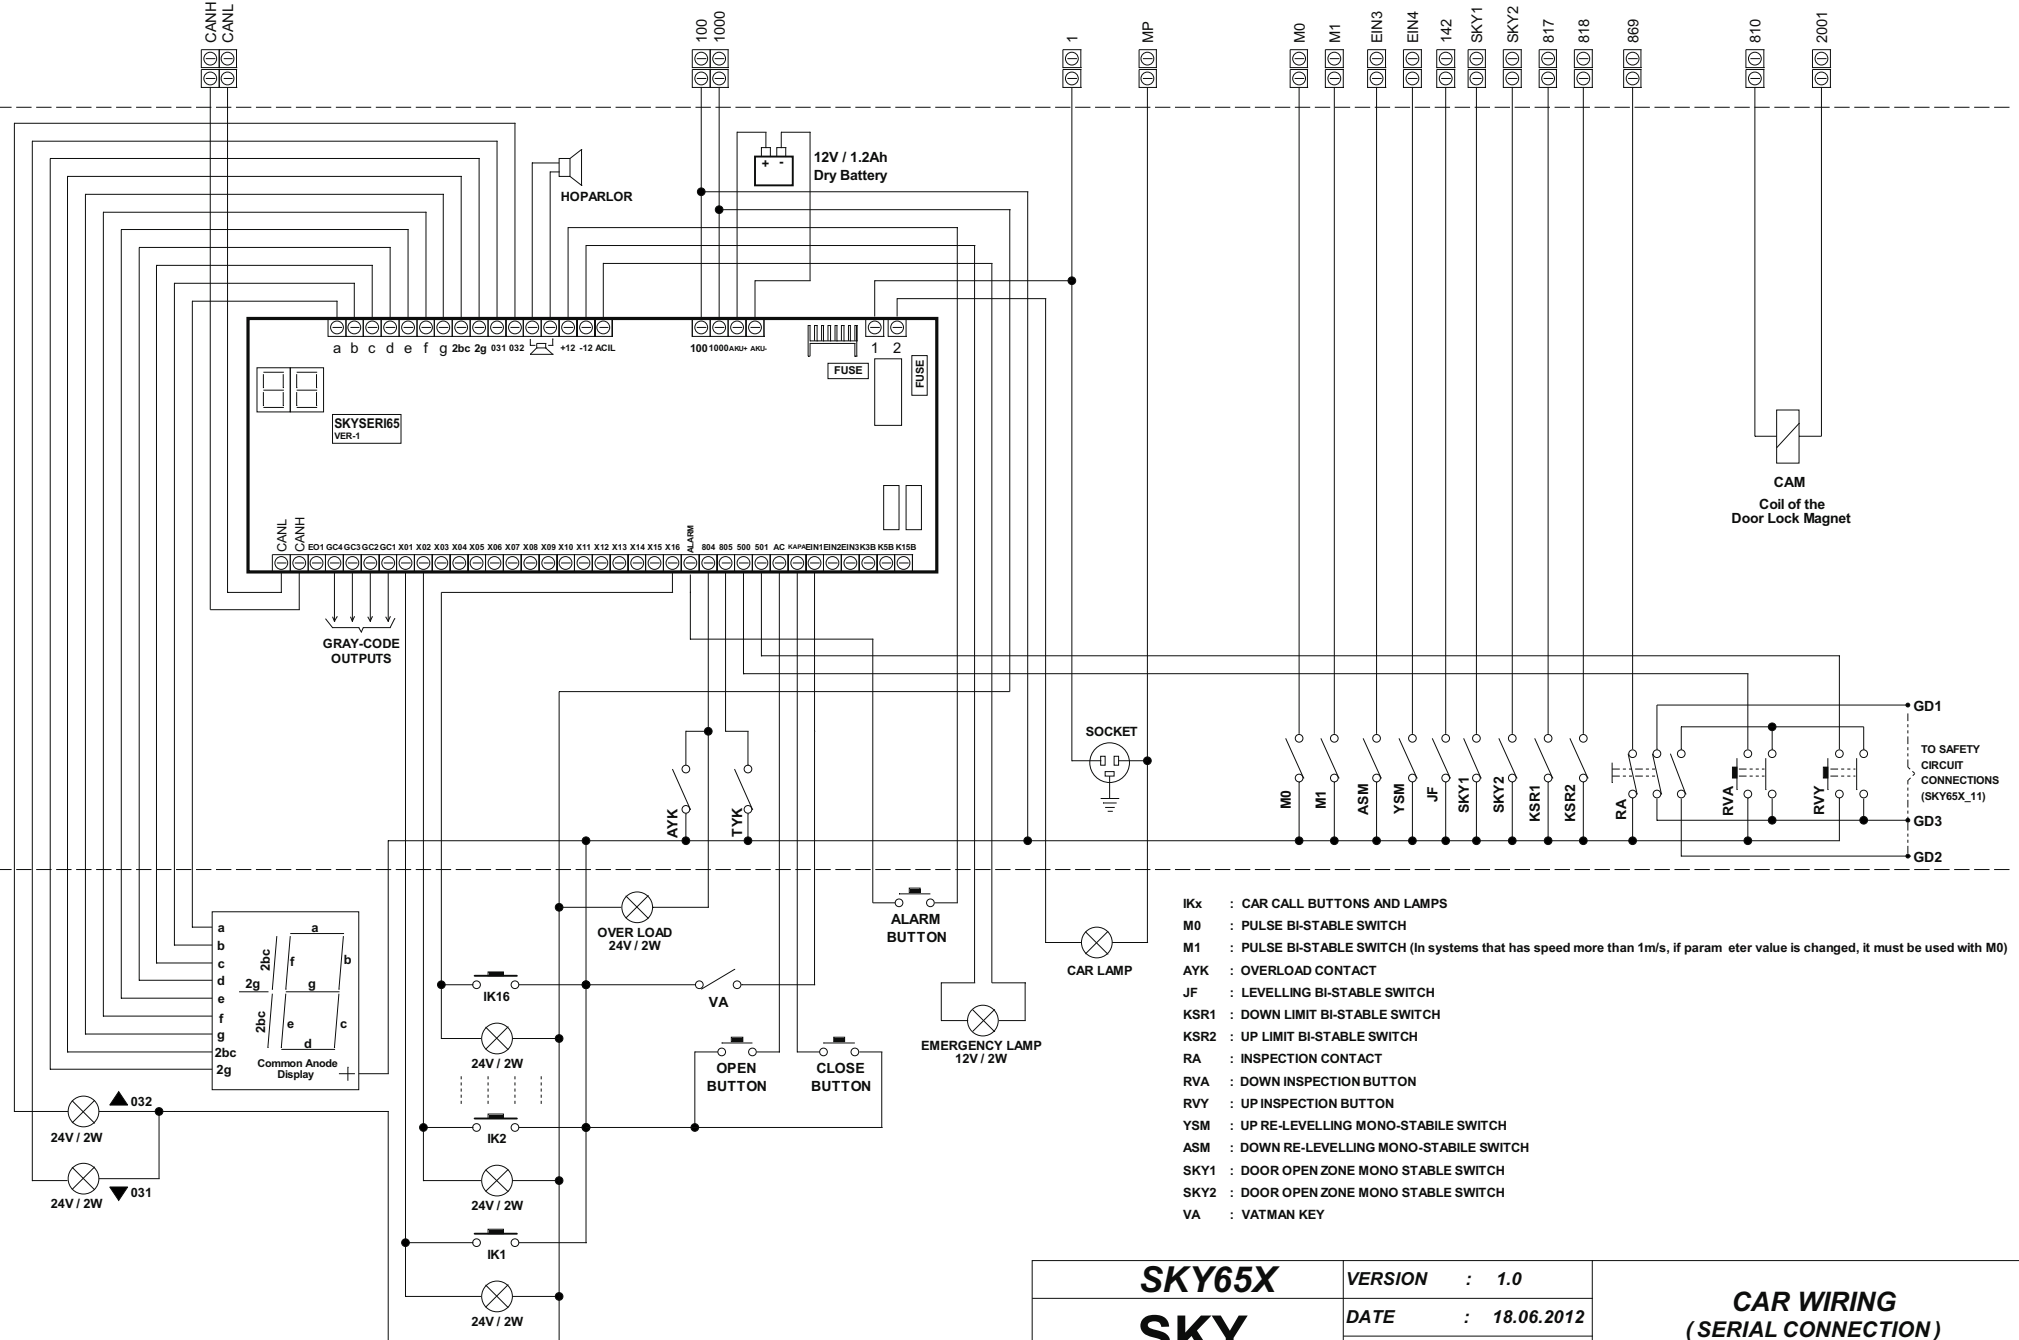 CANH
CANL
100
1000
1
MP
M0
M1
EIN3
EIN4
142
SKY1
SKY2
817
818
869
810
2001
12V / 1.2Ah
Dry Battery
+ -
HOPARLOR
a b c d e f g 2bc 2g 031 032 +12 -12 ACIL 100 1000 AKU+ AKU- 1 2
FUSE
FUSE
SKYSERI65
VER-1
CAM
Coil of the
Door Lock Magnet
CANL CANH EO1 GC4 GC3 GC2 GC1 X01 X02 X03 X04 X05 X06 X07 X08 X09 X10 X11 X12 X13 X14 X15 X16 ALARM 804 805 500 501 AC KAPA EIN1 EIN2 EIN3 K3B K5B K15B
GRAY-CODE
OUTPUTS
SOCKET
GD1
TO SAFETY
CIRCUIT
CONNECTIONS
(SKY65X_11)
GD3
GD2
AYK
TYK
M0
M1
ASM
YSM
JF
SKY1
SKY2
KSR1
KSR2
RA
RVA
RVY
OVER LOAD
24V / 2W
ALARM
BUTTON
CAR LAMP
IK16
VA
24V / 2W
OPEN
BUTTON
CLOSE
BUTTON
EMERGENCY LAMP
12V / 2W
IK2
24V / 2W
IK1
24V / 2W
a
b
c
d
e
f
g
2bc
2g
a
b
c
d
e
f
g
2bc
2g
2bc
Common Anode
Display
032
24V / 2W
031
24V / 2W
IKx : CAR CALL BUTTONS AND LAMPS
M0 : PULSE BI-STABLE SWITCH
M1 : PULSE BI-STABLE SWITCH (In systems that has speed more than 1m/s, if param eter value is changed, it must be used with M0)
AYK : OVERLOAD CONTACT
JF : LEVELLING BI-STABLE SWITCH
KSR1 : DOWN LIMIT BI-STABLE SWITCH
KSR2 : UP LIMIT BI-STABLE SWITCH
RA : INSPECTION CONTACT
RVA : DOWN INSPECTION BUTTON
RVY : UP INSPECTION BUTTON
YSM : UP RE-LEVELLING MONO-STABILE SWITCH
ASM : DOWN RE-LEVELLING MONO-STABILE SWITCH
SKY1 : DOOR OPEN ZONE MONO STABLE SWITCH
SKY2 : DOOR OPEN ZONE MONO STABLE SWITCH
VA : VATMAN KEY
SKY65X
SKY
VERSION : 1.0
DATE : 18.06.2012
CAR WIRING
( SERIAL CONNECTION )